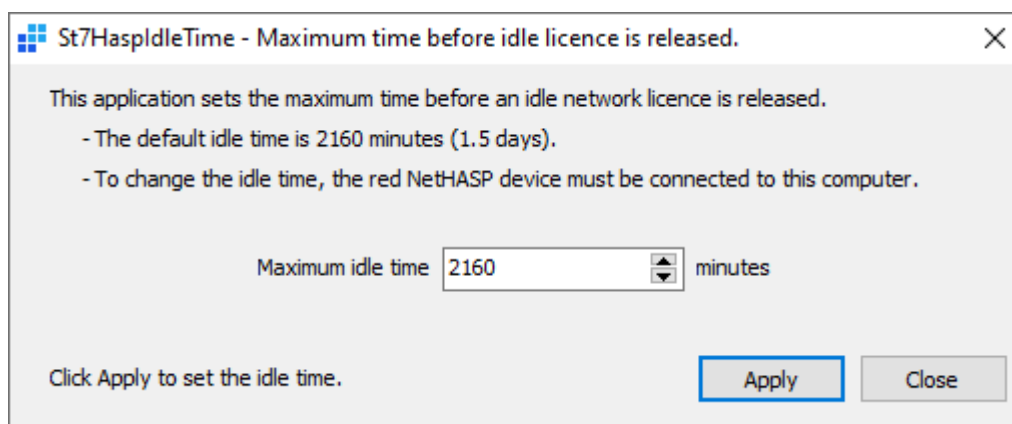 St7HaspIdleTime - Maximum time before idle licence is released.
This application sets the maximum time before an idle network licence is released.
- The default idle time is 2160 minutes (1.5 days).
- To change the idle time, the red NetHASP device must be connected to this computer.
Maximum idle time 2160 minutes
Click Apply to set the idle time. Apply Close